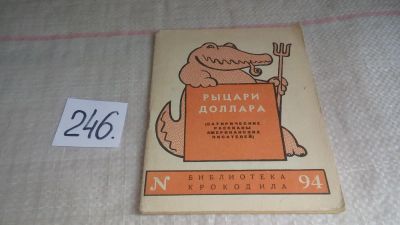 246.
РЫЦАРИ
ДОЛЛАРА
(САТИРИЧЕСКИЕ
РАССКАЗЫ
АМЕРИКАНСКИХ
ПИСАТЕЛЕЙ)
N БИБЛИОТЕКА 94
КРОКОДИЛА